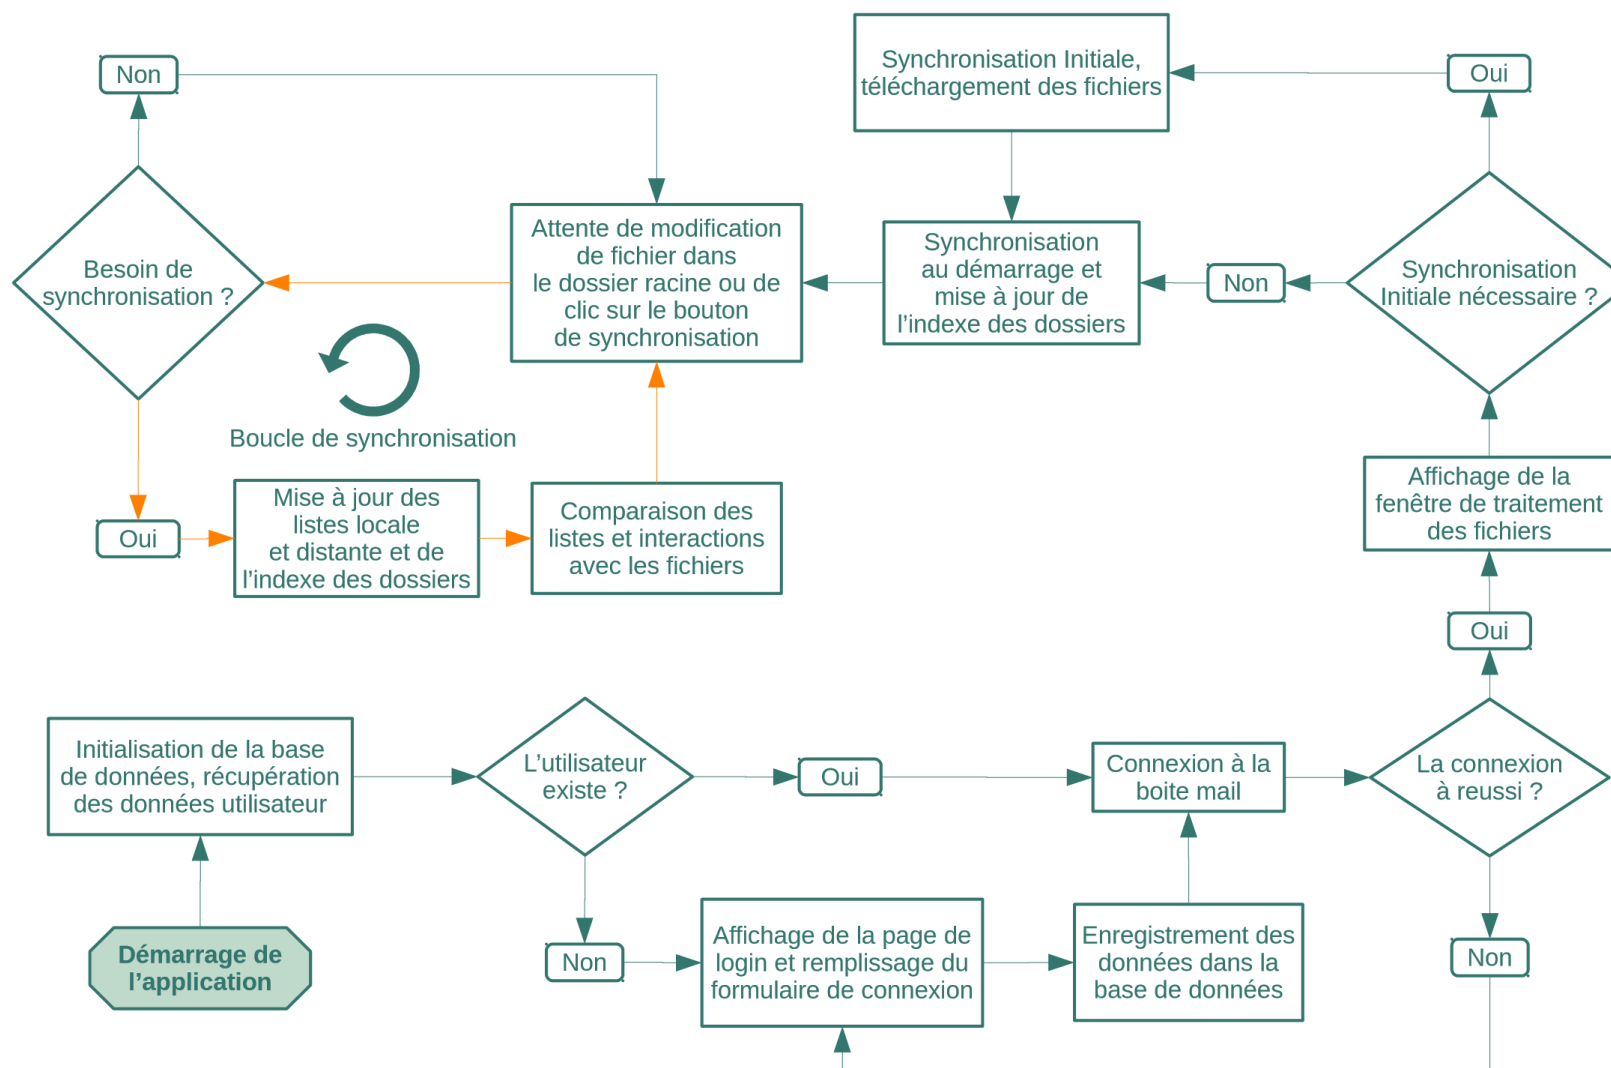 Non
Synchronisation Initiale,
téléchargement des fichiers
Oui
Besoin de
synchronisation ?
Attente de modification
de fichier dans
le dossier racine ou de
clic sur le bouton
de synchronisation
Synchronisation
au démarrage et
mise à jour de
l’indexe des dossiers
Non
Synchronisation
Initiale nécessaire ?
Boucle de synchronisation
Oui
Mise à jour des
listes locale
et distante et de
l’indexe des dossiers
Comparaison des
listes et interactions
avec les fichiers
Affichage de la
fenêtre de traitement
des fichiers
Oui
Initialisation de la base
de données, récupération
des données utilisateur
L’utilisateur
existe ?
Oui
Connexion à la
boite mail
La connexion
à reussi ?
Démarrage de
l’application
Non
Affichage de la page de
login et remplissage du
formulaire de connexion
Enregistrement des
données dans la
base de données
Non